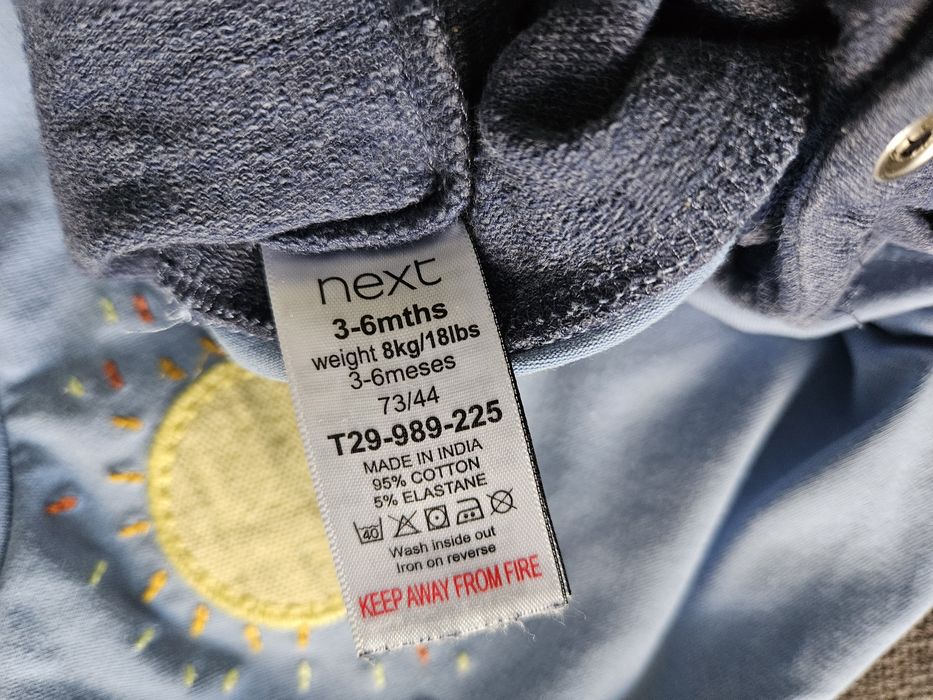 next
3-6mths
weight 8kg/18lbs
3-6meses
73/44
T29-989-225
MADE IN INDIA
95% COTTON
5% ELASTANE
40
Wash inside out
Iron on reverse
KEEP AWAY FROM FIRE